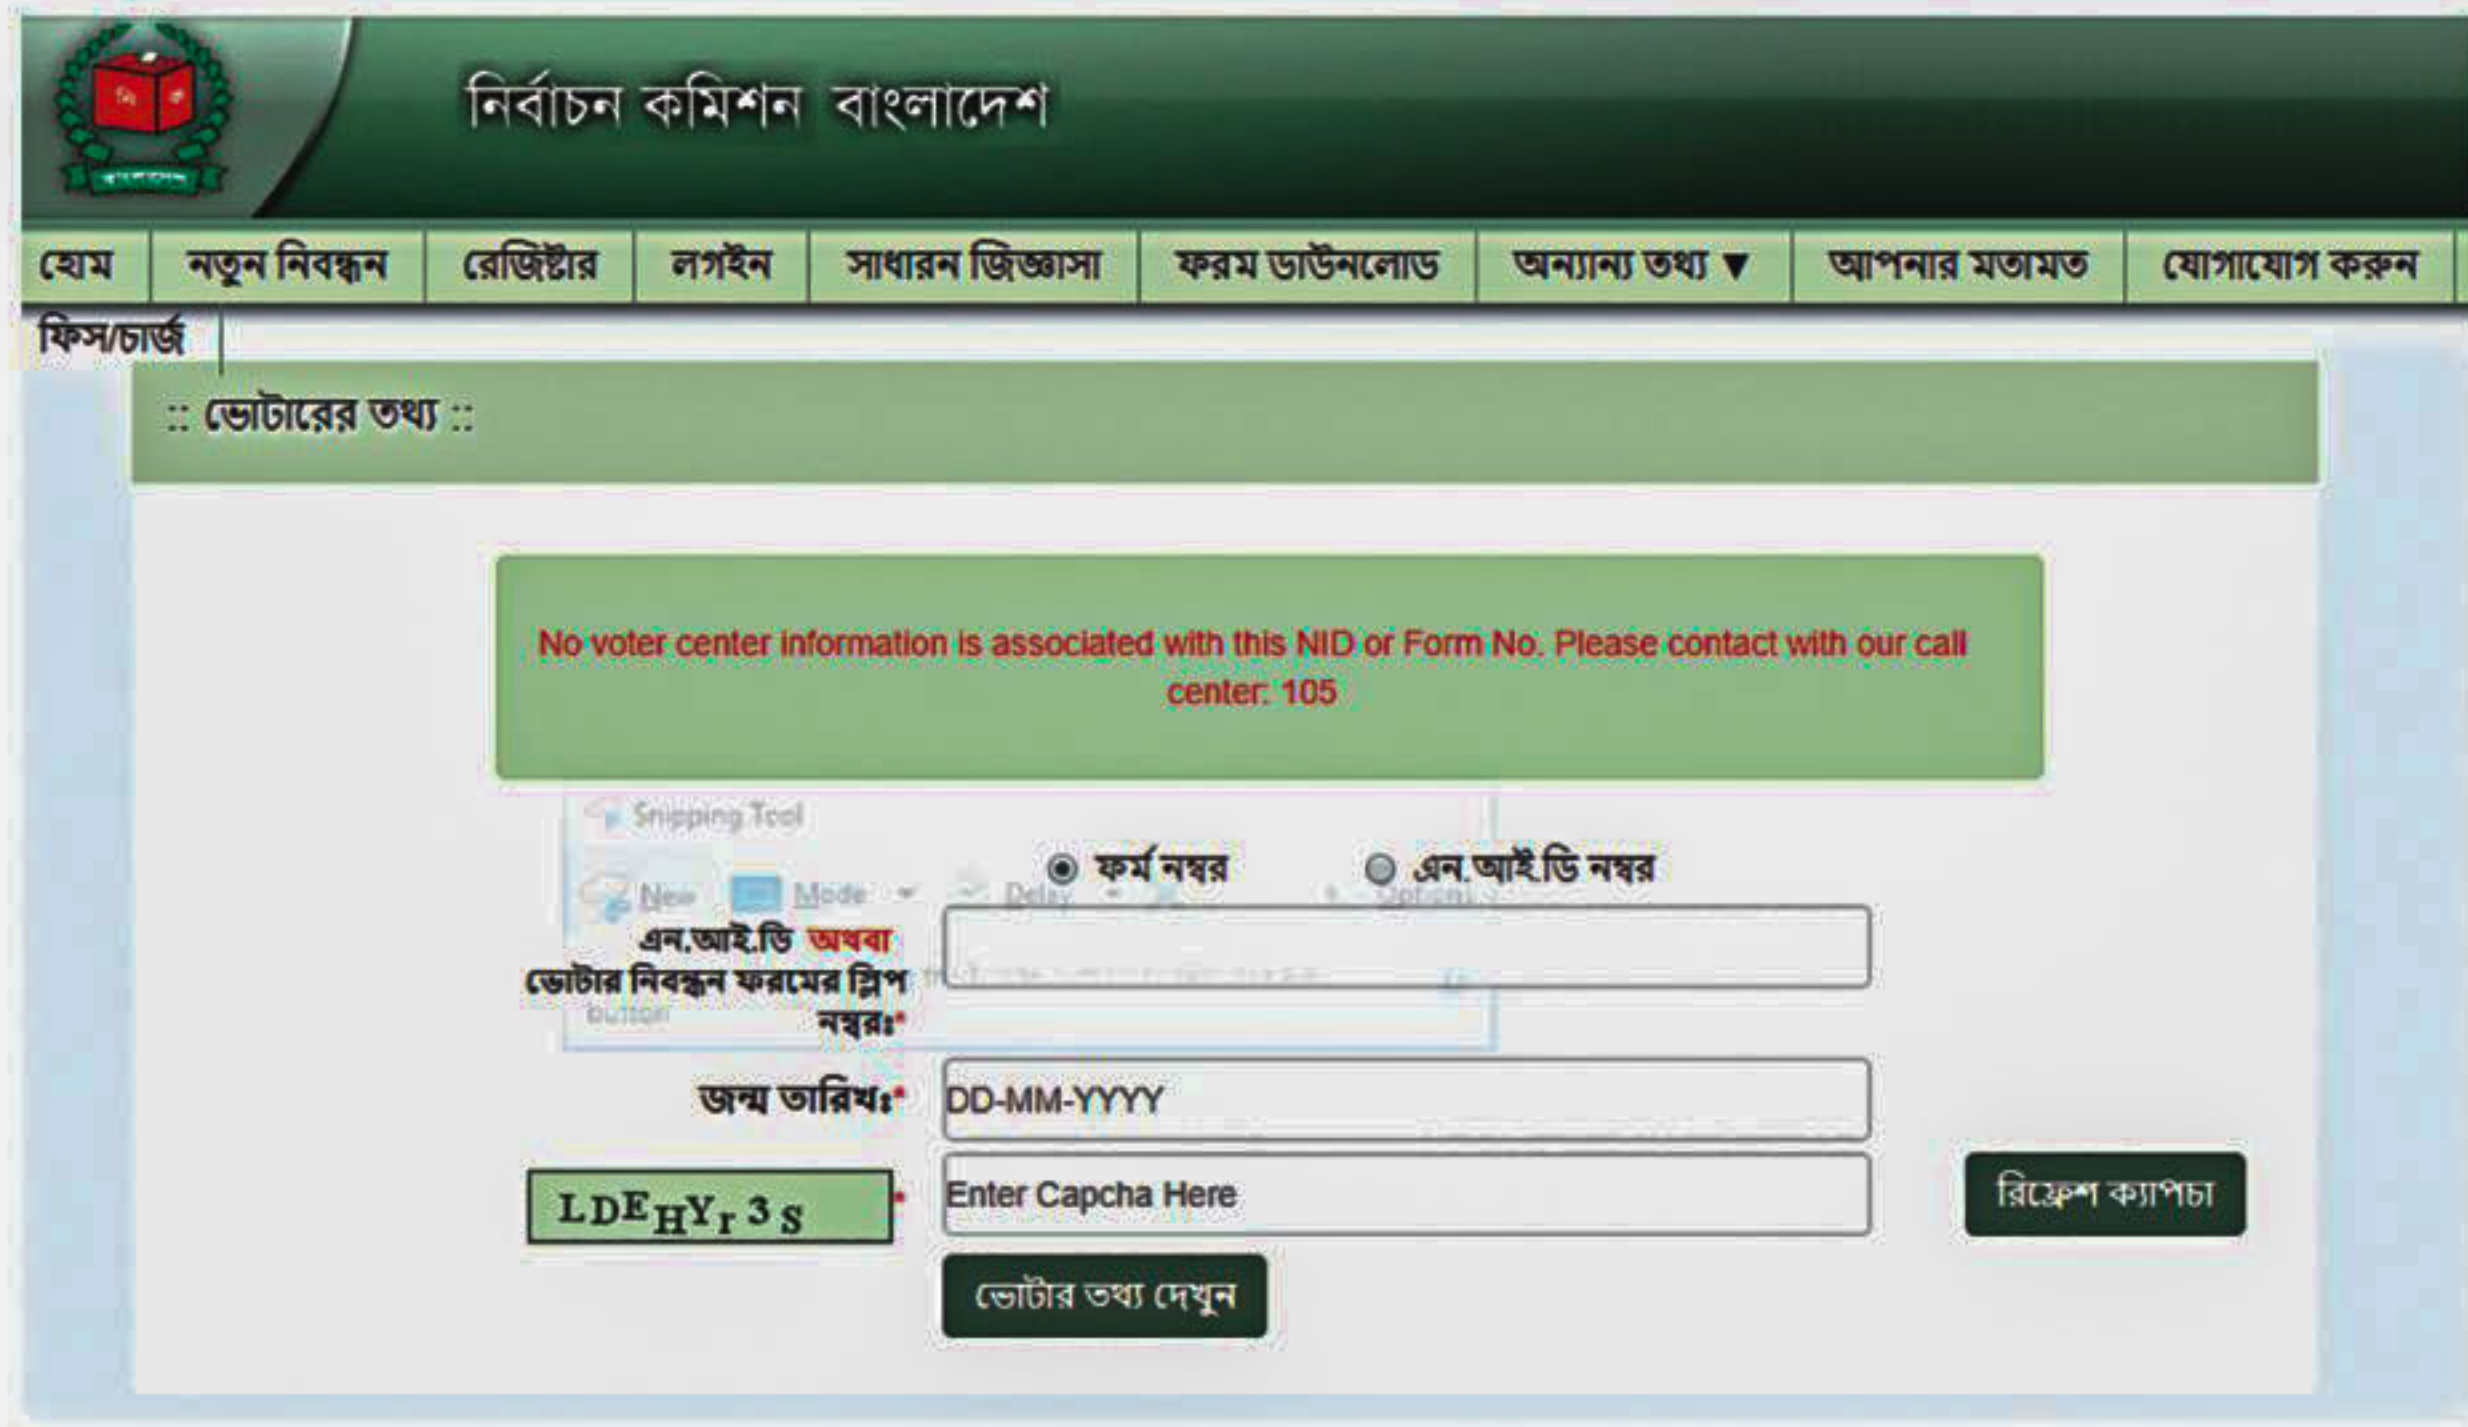 নির্বাচন কমিশন বাংলাদেশ
হোম নতুন নিবন্ধন রেজিষ্টার লগইন সাধারন জিজ্ঞাসা ফরম ডাউনলোড অন্যান্য তথ্য ▼ আপনার মতামত যোগাযোগ করুন
ফিস/চার্জ
:: ভোটারের তথ্য ::
No voter center information is associated with this NID or Form No. Please contact with our call
center: 105
Snipping Tool
ফর্ম নম্বর এন.আই.ডি নম্বর
New Mode Delay Options
এন.আই.ডি অথবা
ভোটার নিবন্ধন ফরমের স্লিপ
নম্বরঃ*
button
জন্ম তারিখঃ* DD-MM-YYYY
LDEHYr3S * Enter Capcha Here রিফ্রেশ ক্যাপচা
ভোটার তথ্য দেখুন